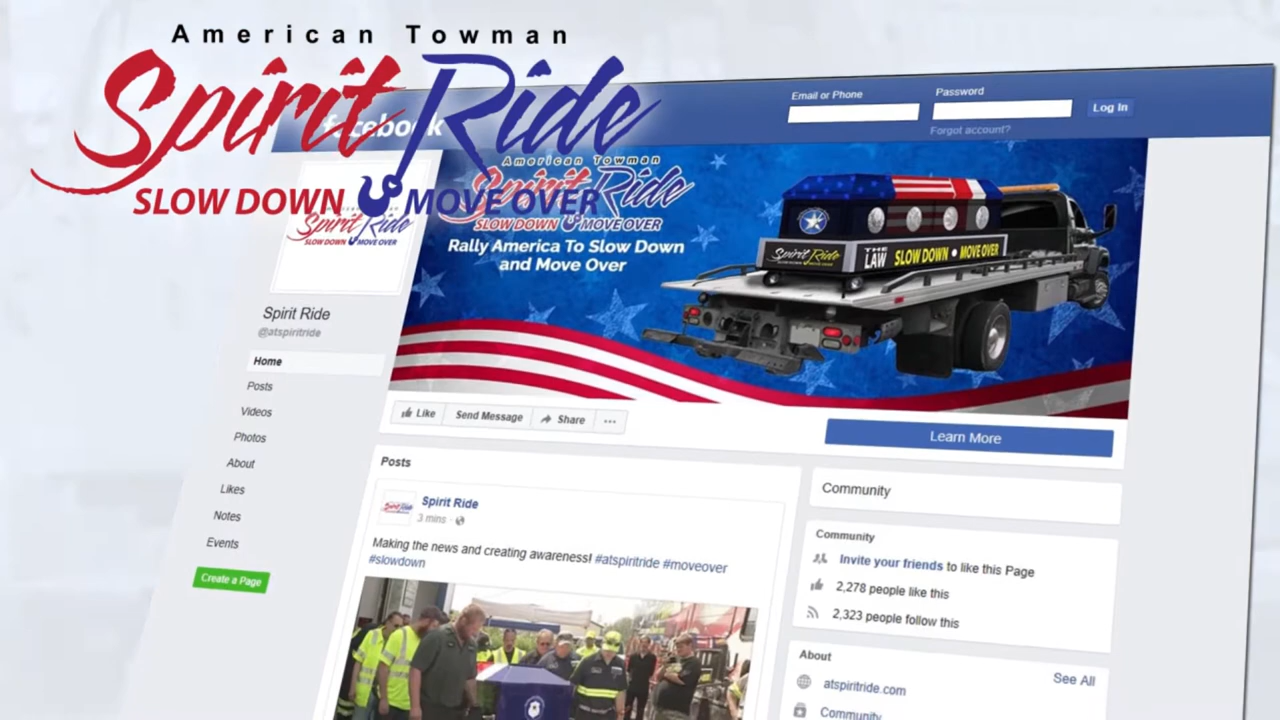 American Towman
Spirit Ride
SLOW DOWN MOVE OVER
facebook
Email or Phone
Password
Log In
Forgot account?
American Towman
Spirit Ride
SLOW DOWN MOVE OVER
Rally America To Slow Down
and Move Over
Spirit Ride
THE LAW SLOW DOWN • MOVE OVER
Spirit Ride
SLOW DOWN MOVE OVER
Spirit Ride
@atspiritride
Home
Posts
Videos
Photos
About
Likes
Notes
Events
Create a Page
Like
Send Message
Share
...
Learn More
Posts
Spirit Ride
3 mins ·
Making the news and creating awareness! #atspiritride #moveover
#slowdown
Community
Community
Invite your friends to like this Page
2,278 people like this
2,323 people follow this
About
See All
atspiritride.com
Community